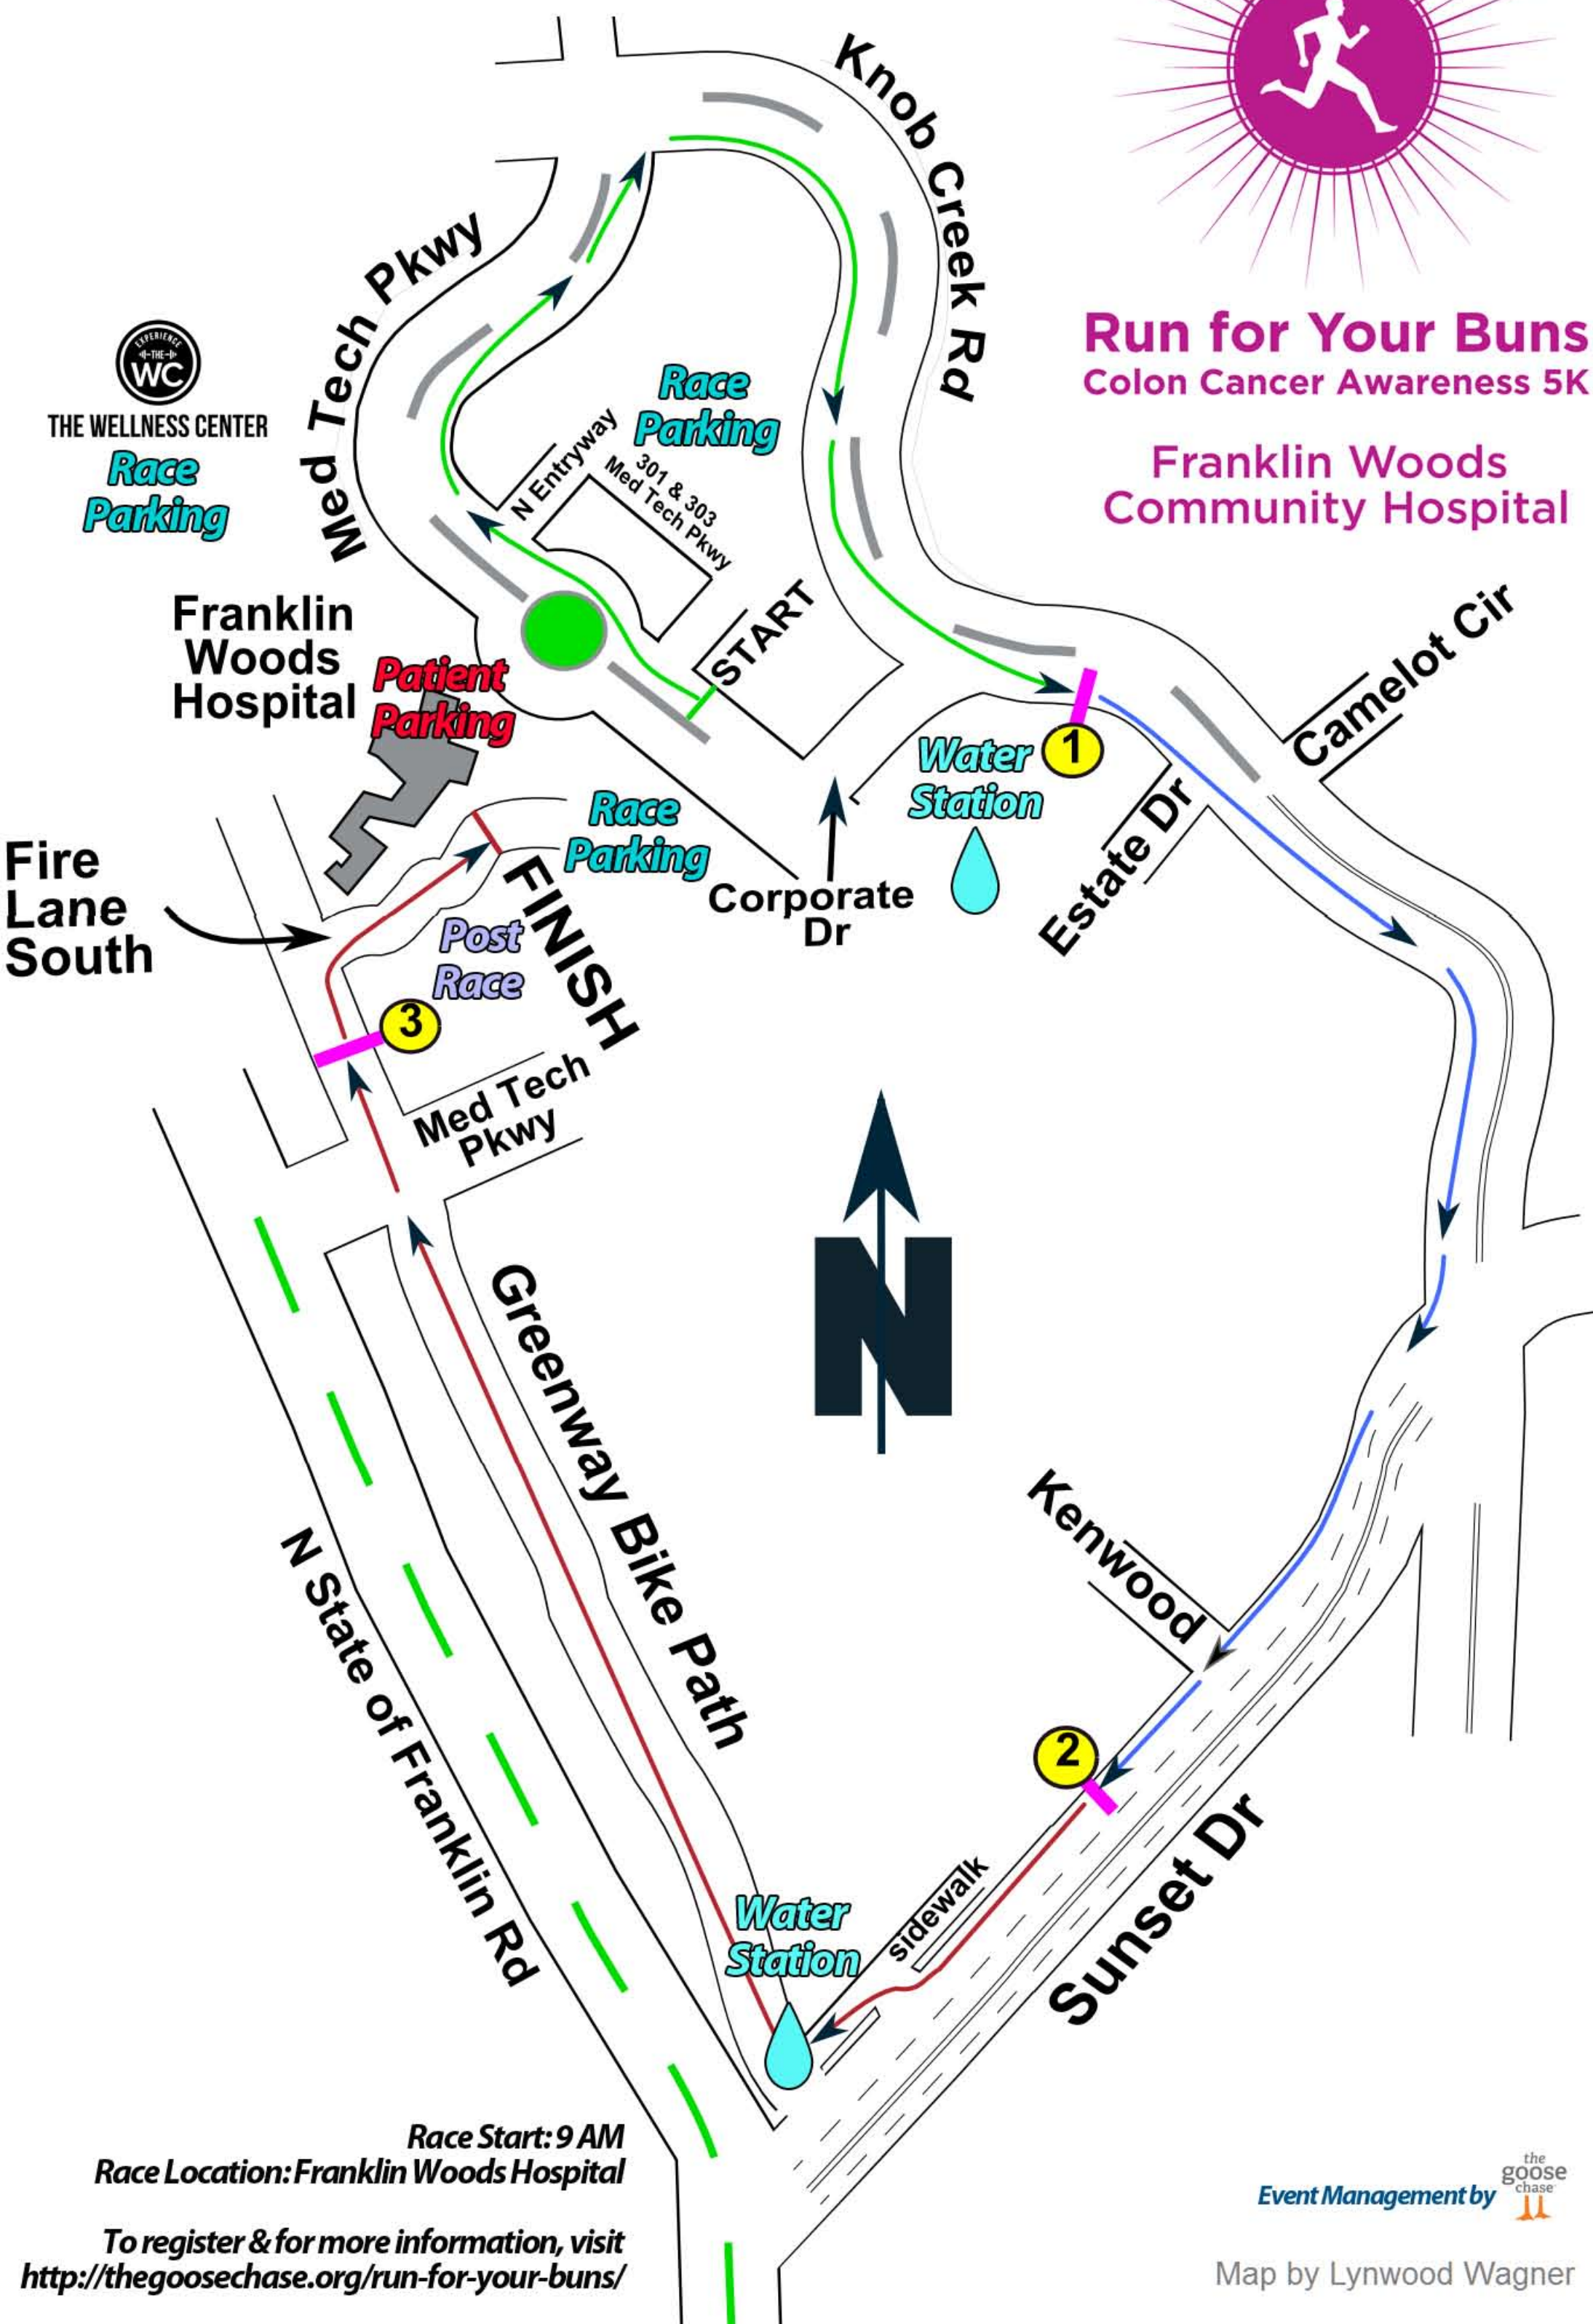 Knob Creek Rd
Run for Your Buns
Colon Cancer Awareness 5K
Franklin Woods
Community Hospital
Med Tech Pkwy
EXPERIENCE
THE
WC
THE WELLNESS CENTER
Race
Parking
Race
Parking
N Entryway
301 & 303
Med Tech Pkwy
START
Franklin
Woods
Hospital
Patient
Parking
Camelot Cir
Water
Station
1
Estate Dr
Race
Parking
Corporate
Dr
Fire
Lane
South
FINISH
Post
Race
3
Med Tech
Pkwy
N
Greenway Bike Path
N State of Franklin Rd
Kenwood
2
Sunset Dr
sidewalk
Water
Station
Race Start: 9 AM
Race Location: Franklin Woods Hospital
To register & for more information, visit
http://thegoosechase.org/run-for-your-buns/
Event Management by
the
goose
chase
Map by Lynwood Wagner